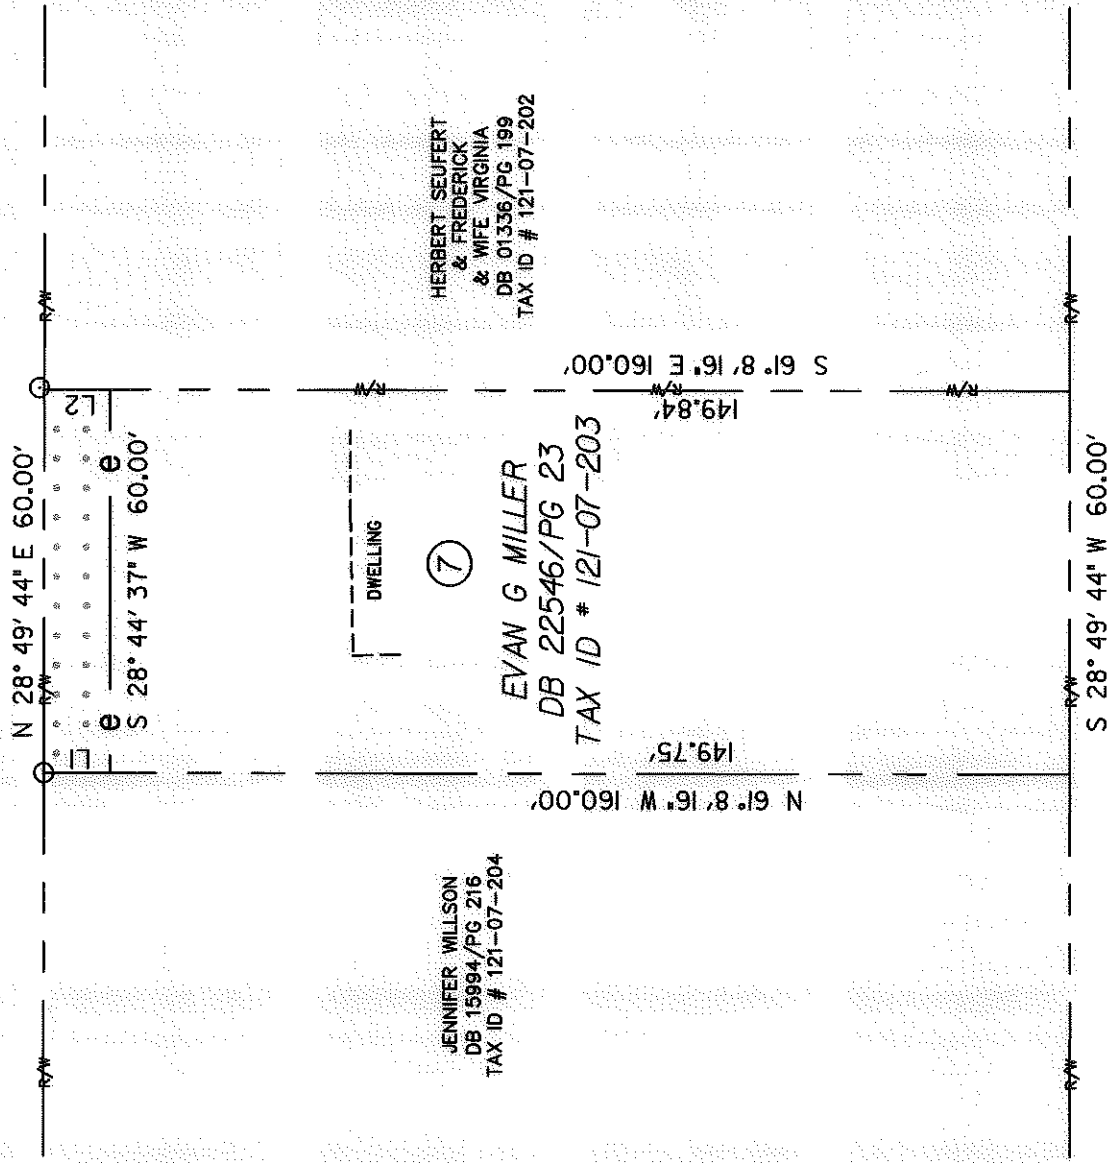 N 28° 49' 44" E 60.00'
R/W
R/W
R/W
L1
L2
e
e
S 28° 44' 37" W 60.00'
HERBERT SEUFERT
& FREDERICK
& WIFE VIRGINIA
DB 01336/PG 199
TAX ID # 121-07-202
R/W
R/W
R/W
S 61° 8' 16" E 160.00'
149.84'
DWELLING
7
EVAN G MILLER
DB 22546/PG 23
TAX ID # 121-07-203
149.75'
N 61° 8' 16" W 160.00'
JENNIFER WILLSON
DB 15994/PG 216
TAX ID # 121-07-204
R/W
R/W
R/W
S 28° 49' 44" W 60.00'